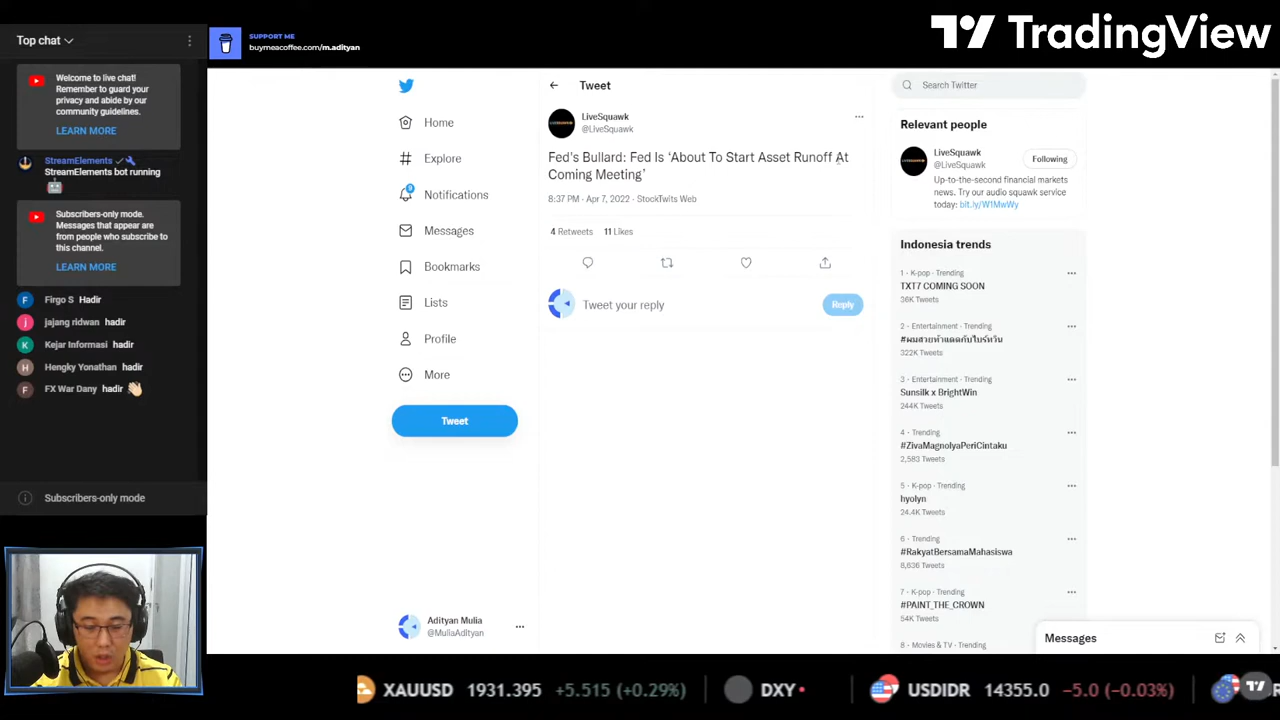 Top chat
SUPPORT ME
buymeacoffee.com/m.adityan
TradingView
Welcome to live chat!
Remember to guard your
privacy and abide by our
community guidelines.
LEARN MORE
StreamElements
StreamElements bot running
Subscribers-only mode.
Messages that appear are
from people who subscribe to
this channel.
LEARN MORE
Firgo S Hadir
jajang ridwan hadir
Kejar Informasi hadir
Hengky Yonathan hadir
FX War Dany hadir 👋
Subscribers-only mode
Home
Explore
Notifications
Messages
Bookmarks
Lists
Profile
More
Tweet
Adityan Mulia
@MuliaAdityan
Tweet
LiveSquawk
@LiveSquawk
Fed's Bullard: Fed Is ‘About To Start Asset Runoff At
Coming Meeting’
8:37 PM · Apr 7, 2022 · StockTwits Web
4 Retweets 11 Likes
Tweet your reply
Reply
Search Twitter
Relevant people
LiveSquawk
@LiveSquawk
Following
Up-to-the-second financial markets
news. Try our audio squawk service
today: bit.ly/W1MwWy
Indonesia trends
1 · K-pop · Trending
TXT7 COMING SOON
36K Tweets
2 · Entertainment · Trending
322K Tweets
3 · Entertainment · Trending
Sunsilk x BrightWin
244K Tweets
4 · Trending
#ZivaMagnolyaPeriCintaku
2,583 Tweets
5 · K-pop · Trending
hyolyn
24.4K Tweets
6 · Trending
#RakyatBersamaMahasiswa
8,636 Tweets
7 · K-pop · Trending
#PAINT_THE_CROWN
54K Tweets
8 · Movies & TV · Trending
Messages
XAUUSD 1931.395 +5.515 (+0.29%)
DXY
USDIDR 14355.0 −5.0 (−0.03%)